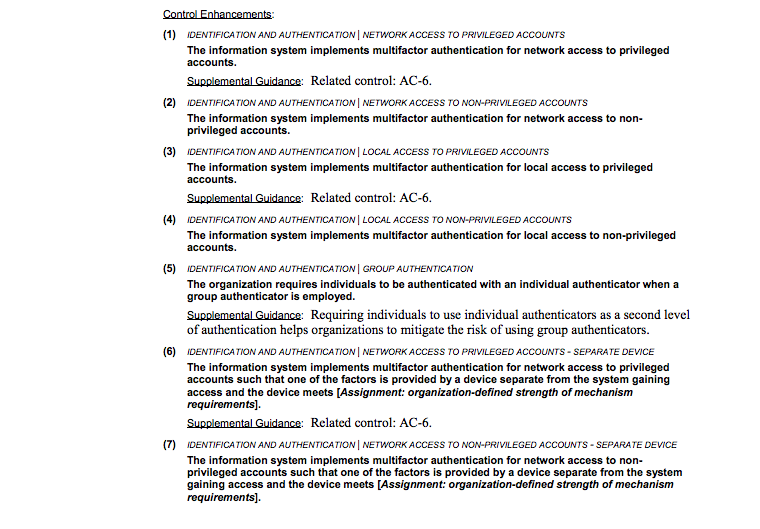 Control Enhancements:
(1) IDENTIFICATION AND AUTHENTICATION | NETWORK ACCESS TO PRIVILEGED ACCOUNTS
The information system implements multifactor authentication for network access to privileged
accounts.
Supplemental Guidance: Related control: AC-6.
(2) IDENTIFICATION AND AUTHENTICATION | NETWORK ACCESS TO NON-PRIVILEGED ACCOUNTS
The information system implements multifactor authentication for network access to non-
privileged accounts.
(3) IDENTIFICATION AND AUTHENTICATION | LOCAL ACCESS TO PRIVILEGED ACCOUNTS
The information system implements multifactor authentication for local access to privileged
accounts.
Supplemental Guidance: Related control: AC-6.
(4) IDENTIFICATION AND AUTHENTICATION | LOCAL ACCESS TO NON-PRIVILEGED ACCOUNTS
The information system implements multifactor authentication for local access to non-privileged
accounts.
(5) IDENTIFICATION AND AUTHENTICATION | GROUP AUTHENTICATION
The organization requires individuals to be authenticated with an individual authenticator when a
group authenticator is employed.
Supplemental Guidance: Requiring individuals to use individual authenticators as a second level
of authentication helps organizations to mitigate the risk of using group authenticators.
(6) IDENTIFICATION AND AUTHENTICATION | NETWORK ACCESS TO PRIVILEGED ACCOUNTS - SEPARATE DEVICE
The information system implements multifactor authentication for network access to privileged
accounts such that one of the factors is provided by a device separate from the system gaining
access and the device meets [Assignment: organization-defined strength of mechanism
requirements].
Supplemental Guidance: Related control: AC-6.
(7) IDENTIFICATION AND AUTHENTICATION | NETWORK ACCESS TO NON-PRIVILEGED ACCOUNTS - SEPARATE DEVICE
The information system implements multifactor authentication for network access to non-
privileged accounts such that one of the factors is provided by a device separate from the system
gaining access and the device meets [Assignment: organization-defined strength of mechanism
requirements].